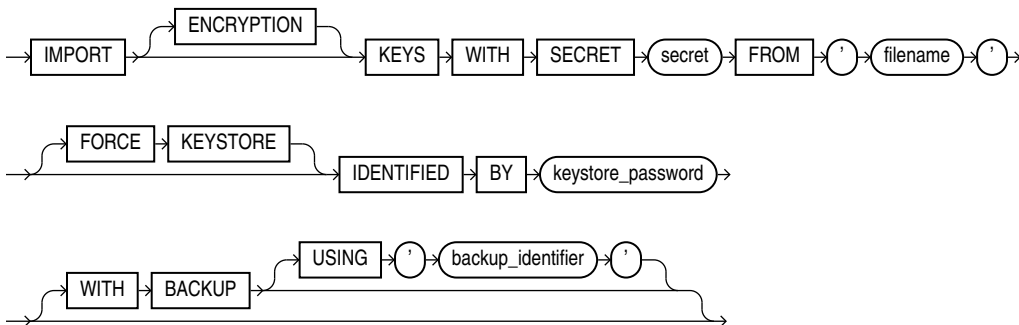 ENCRYPTION
IMPORT KEYS WITH SECRET secret FROM ' filename '
FORCE KEYSTORE
IDENTIFIED BY keystore_password
USING ' backup_identifier '
WITH BACKUP